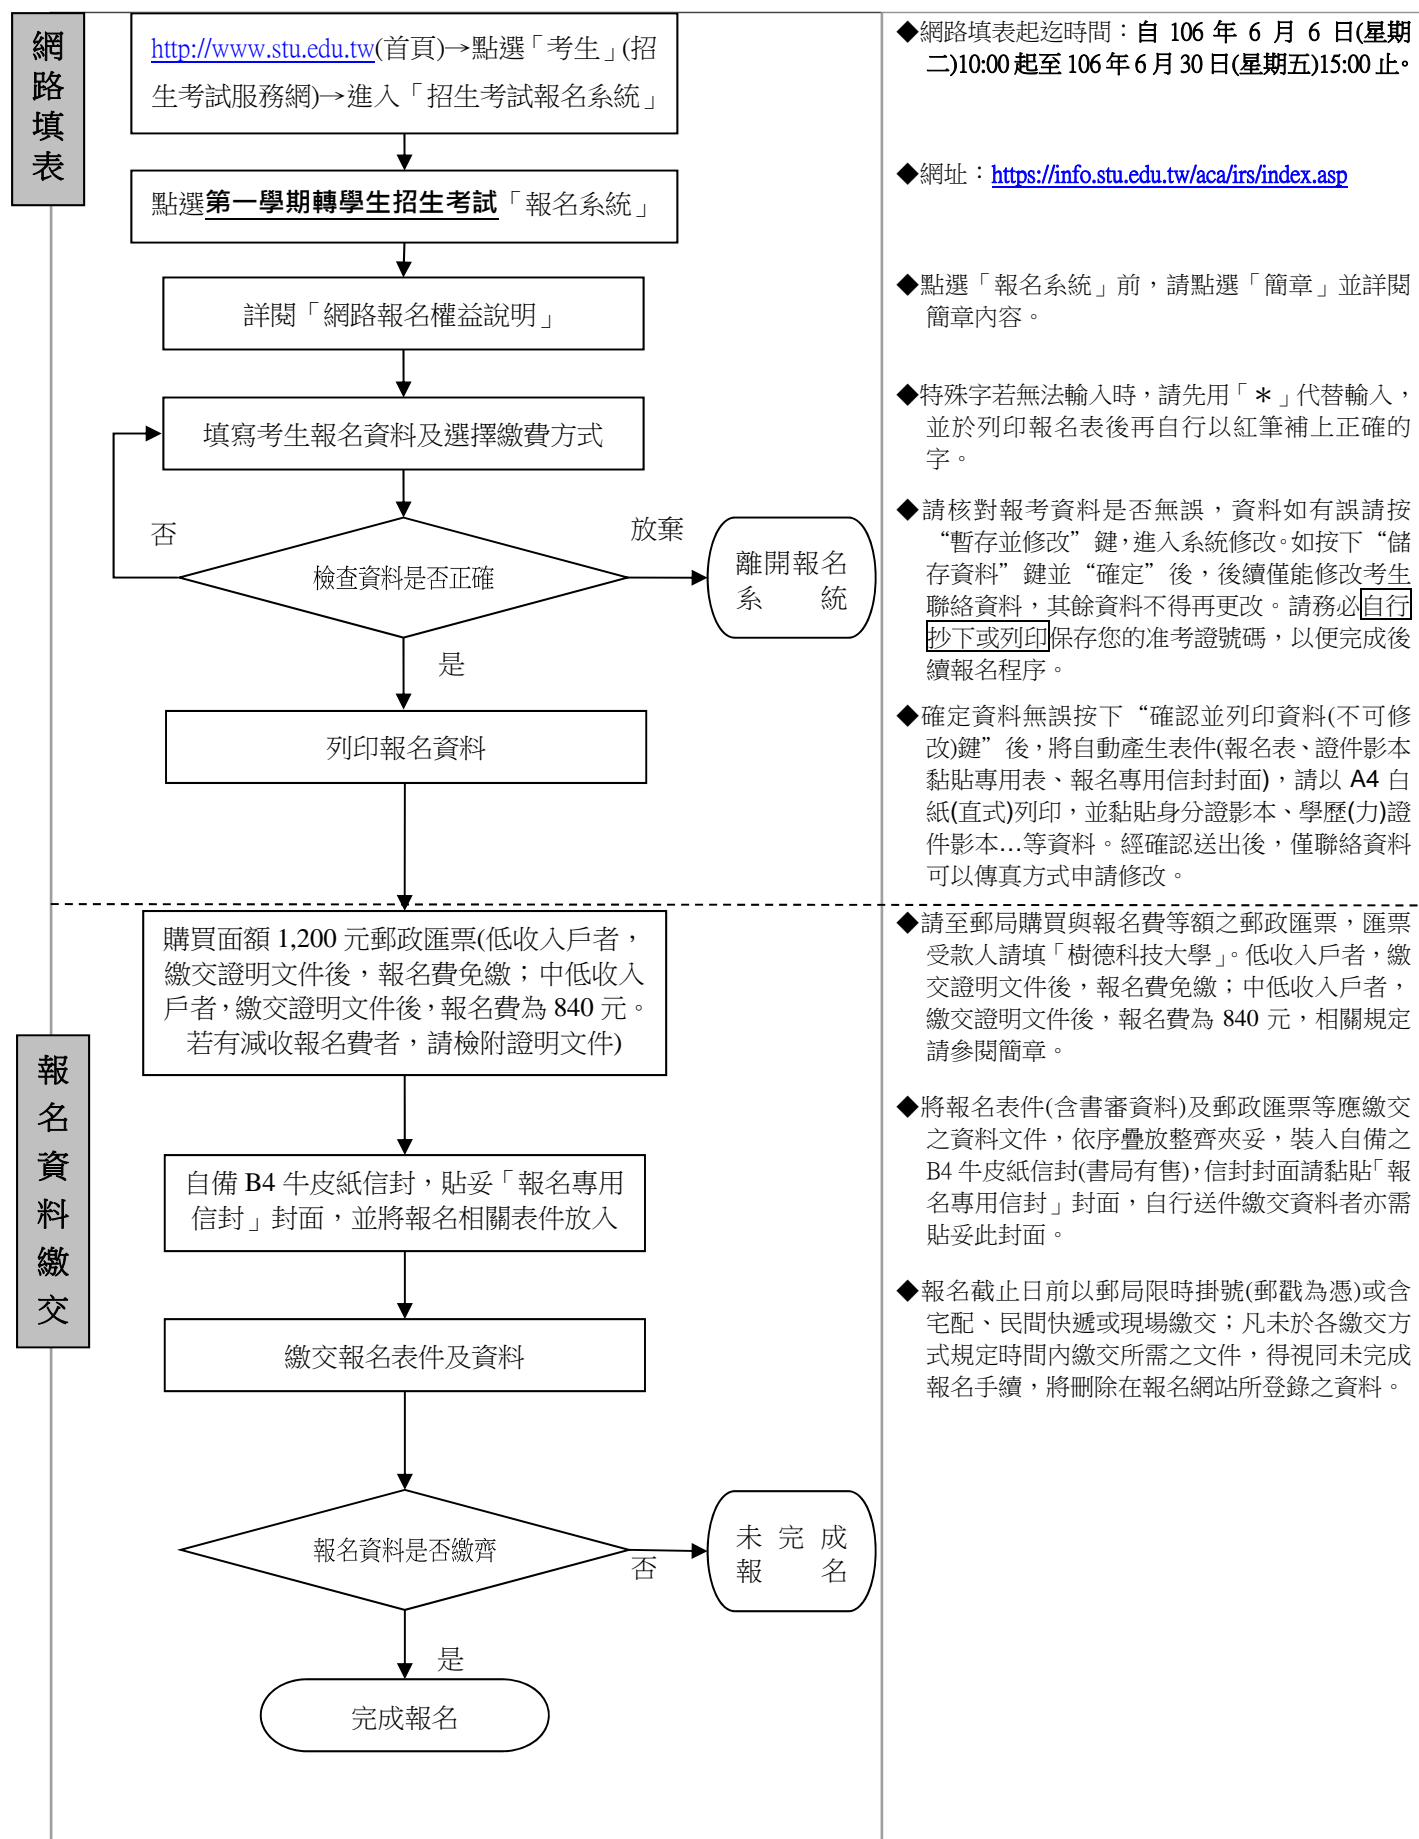 網路填表
http://www.stu.edu.tw(首頁)→點選「考生」(招
生考試服務網)→進入「招生考試報名系統」
點選第一學期轉學生招生考試「報名系統」
詳閱「網路報名權益說明」
填寫考生報名資料及選擇繳費方式
否
檢查資料是否正確
放棄
離開報名
系統
是
列印報名資料
◆網路填表起迄時間：自 106 年 6 月 6 日(星期
二)10:00 起至 106 年 6 月 30 日(星期五)15:00 止。
◆網址：https://info.stu.edu.tw/aca/irs/index.asp
◆點選「報名系統」前，請點選「簡章」並詳閱
簡章內容。
◆特殊字若無法輸入時，請先用「＊」代替輸入，
並於列印報名表後再自行以紅筆補上正確的
字。
◆請核對報考資料是否無誤，資料如有誤請按
“暫存並修改”鍵，進入系統修改。如按下“儲
存資料”鍵並“確定”後，後續僅能修改考生
聯絡資料，其餘資料不得再更改。請務必自行
抄下或列印保存您的准考證號碼，以便完成後
續報名程序。
◆確定資料無誤按下“確認並列印資料(不可修
改)鍵”後，將自動產生表件(報名表、證件影本
黏貼專用表、報名專用信封封面)，請以 A4 白
紙(直式)列印，並黏貼身分證影本、學歷(力)證
件影本…等資料。經確認送出後，僅聯絡資料
可以傳真方式申請修改。
報名資料繳交
購買面額 1,200 元郵政匯票(低收入戶者，
繳交證明文件後，報名費免繳；中低收入
戶者，繳交證明文件後，報名費為 840 元。
若有減收報名費者，請檢附證明文件)
自備 B4 牛皮紙信封，貼妥「報名專用
信封」封面，並將報名相關表件放入
繳交報名表件及資料
報名資料是否繳齊
否
未完成
報名
是
完成報名
◆請至郵局購買與報名費等額之郵政匯票，匯票
受款人請填「樹德科技大學」。低收入戶者，繳
交證明文件後，報名費免繳；中低收入戶者，
繳交證明文件後，報名費為 840 元，相關規定
請參閱簡章。
◆將報名表件(含書審資料)及郵政匯票等應繳交
之資料文件，依序疊放整齊夾妥，裝入自備之
B4 牛皮紙信封(書局有售)，信封封面請黏貼「報
名專用信封」封面，自行送件繳交資料者亦需
貼妥此封面。
◆報名截止日前以郵局限時掛號(郵戳為憑)或含
宅配、民間快遞或現場繳交；凡未於各繳交方
式規定時間內繳交所需之文件，得視同未完成
報名手續，將刪除在報名網站所登錄之資料。